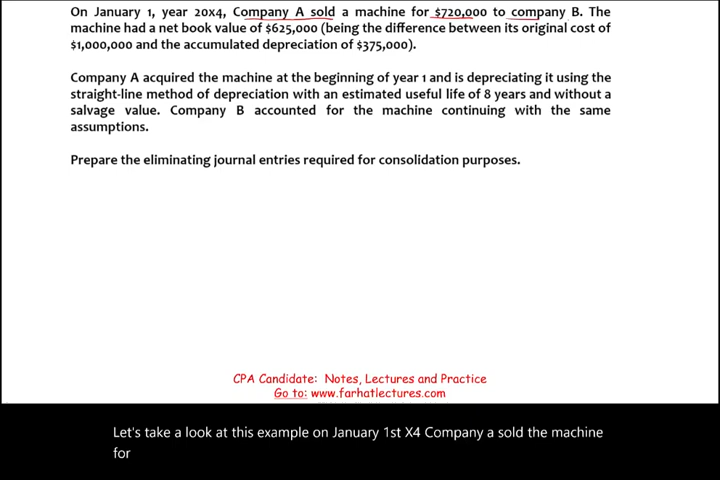 On January 1, year 20x4, Company A sold a machine for $720,000 to company B. The
machine had a net book value of $625,000 (being the difference between its original cost of
$1,000,000 and the accumulated depreciation of $375,000).
Company A acquired the machine at the beginning of year 1 and is depreciating it using the
straight-line method of depreciation with an estimated useful life of 8 years and without a
salvage value. Company B accounted for the machine continuing with the same
assumptions.
Prepare the eliminating journal entries required for consolidation purposes.
CPA Candidate: Notes, Lectures and Practice
Go to: www.farhatlectures.com
Let's take a look at this example on January 1st X4 Company a sold the machine
for